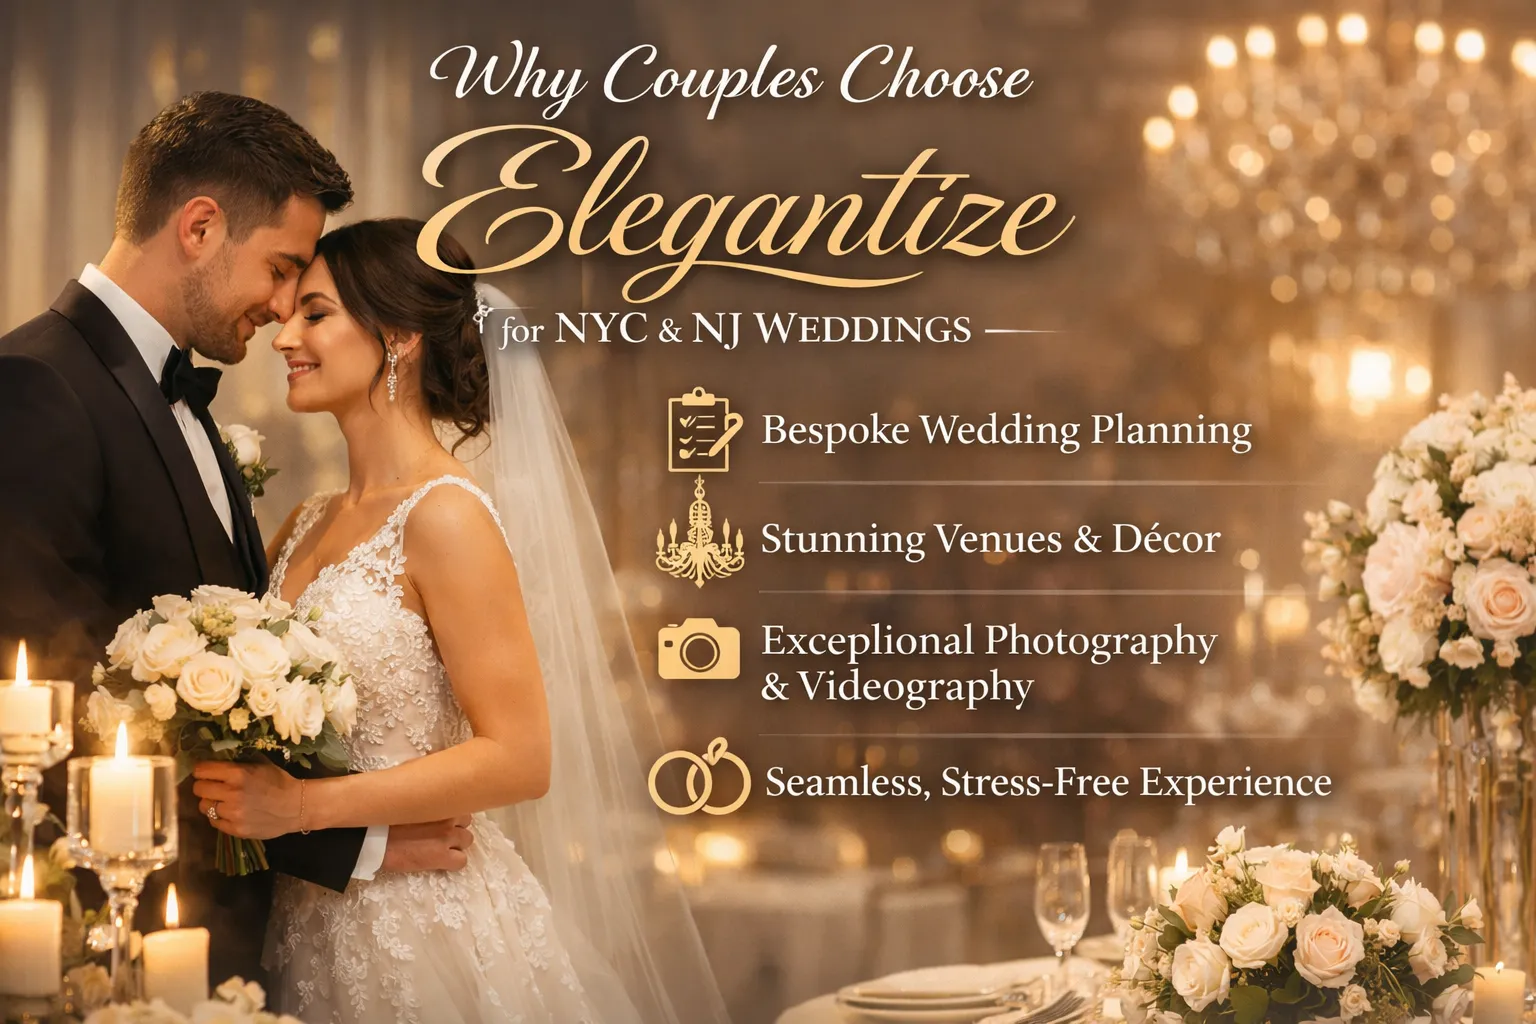 Why Couples Choose
Elegantize
for NYC & NJ WEDDINGS
Bespoke Wedding Planning
Stunning Venues & Décor
Exceplional Photography
& Videography
Seamless, Stress-Free Experience